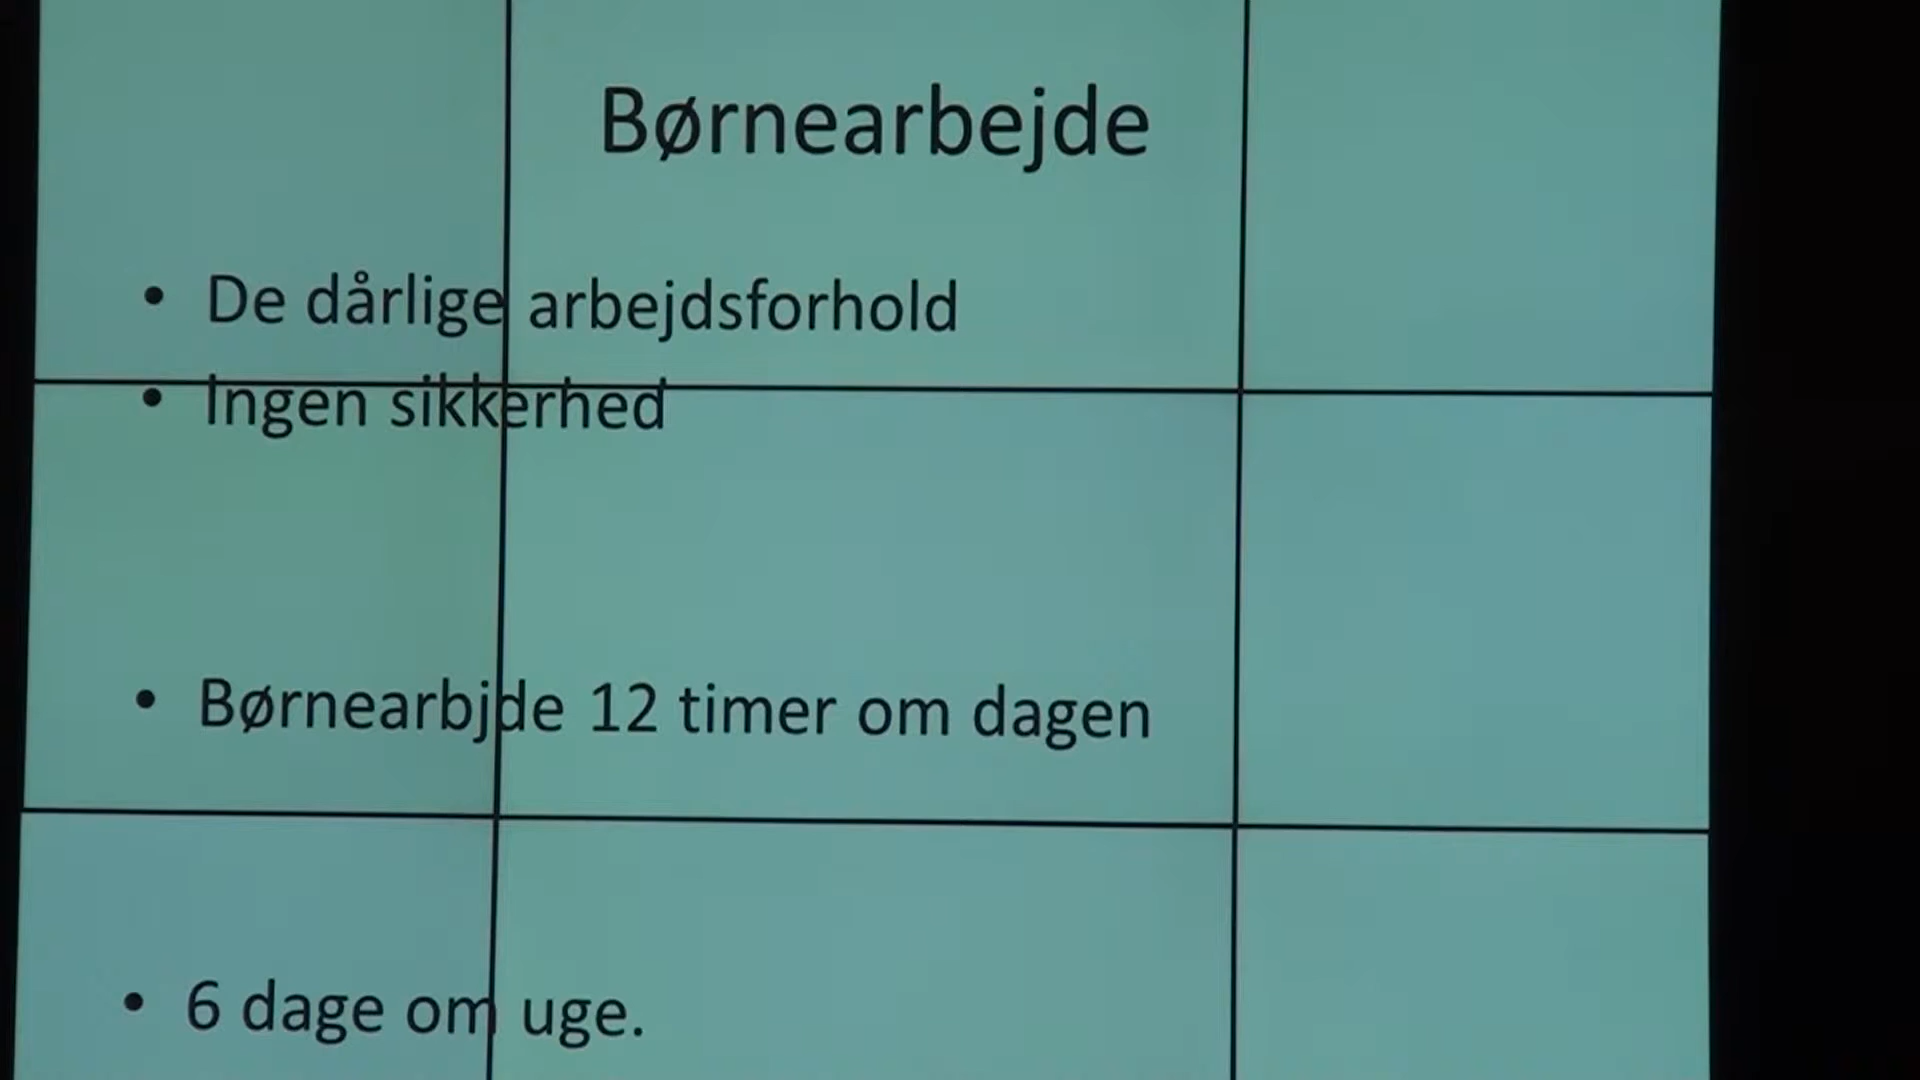 Børnearbejde
• De dårlige arbejdsforhold
• Ingen sikkerhed
• Børnearbjde 12 timer om dagen
• 6 dage om uge.